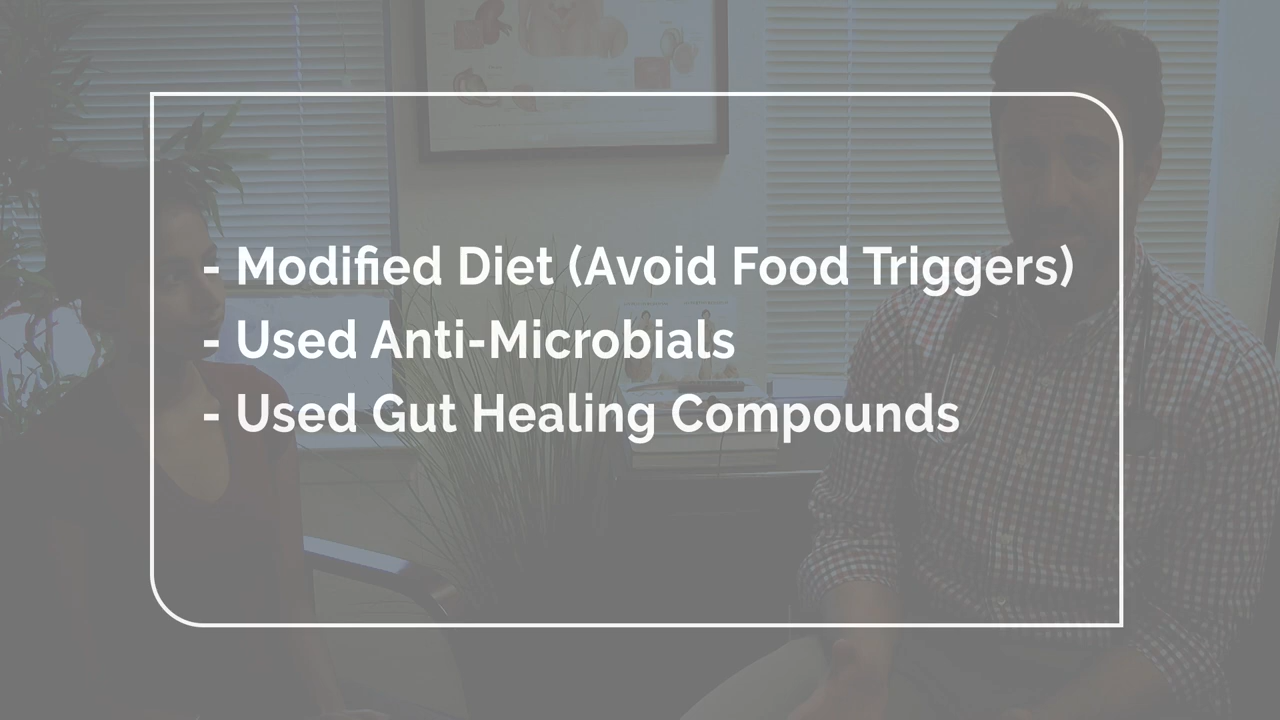 - Modified Diet (Avoid Food Triggers)
- Used Anti-Microbials
- Used Gut Healing Compounds